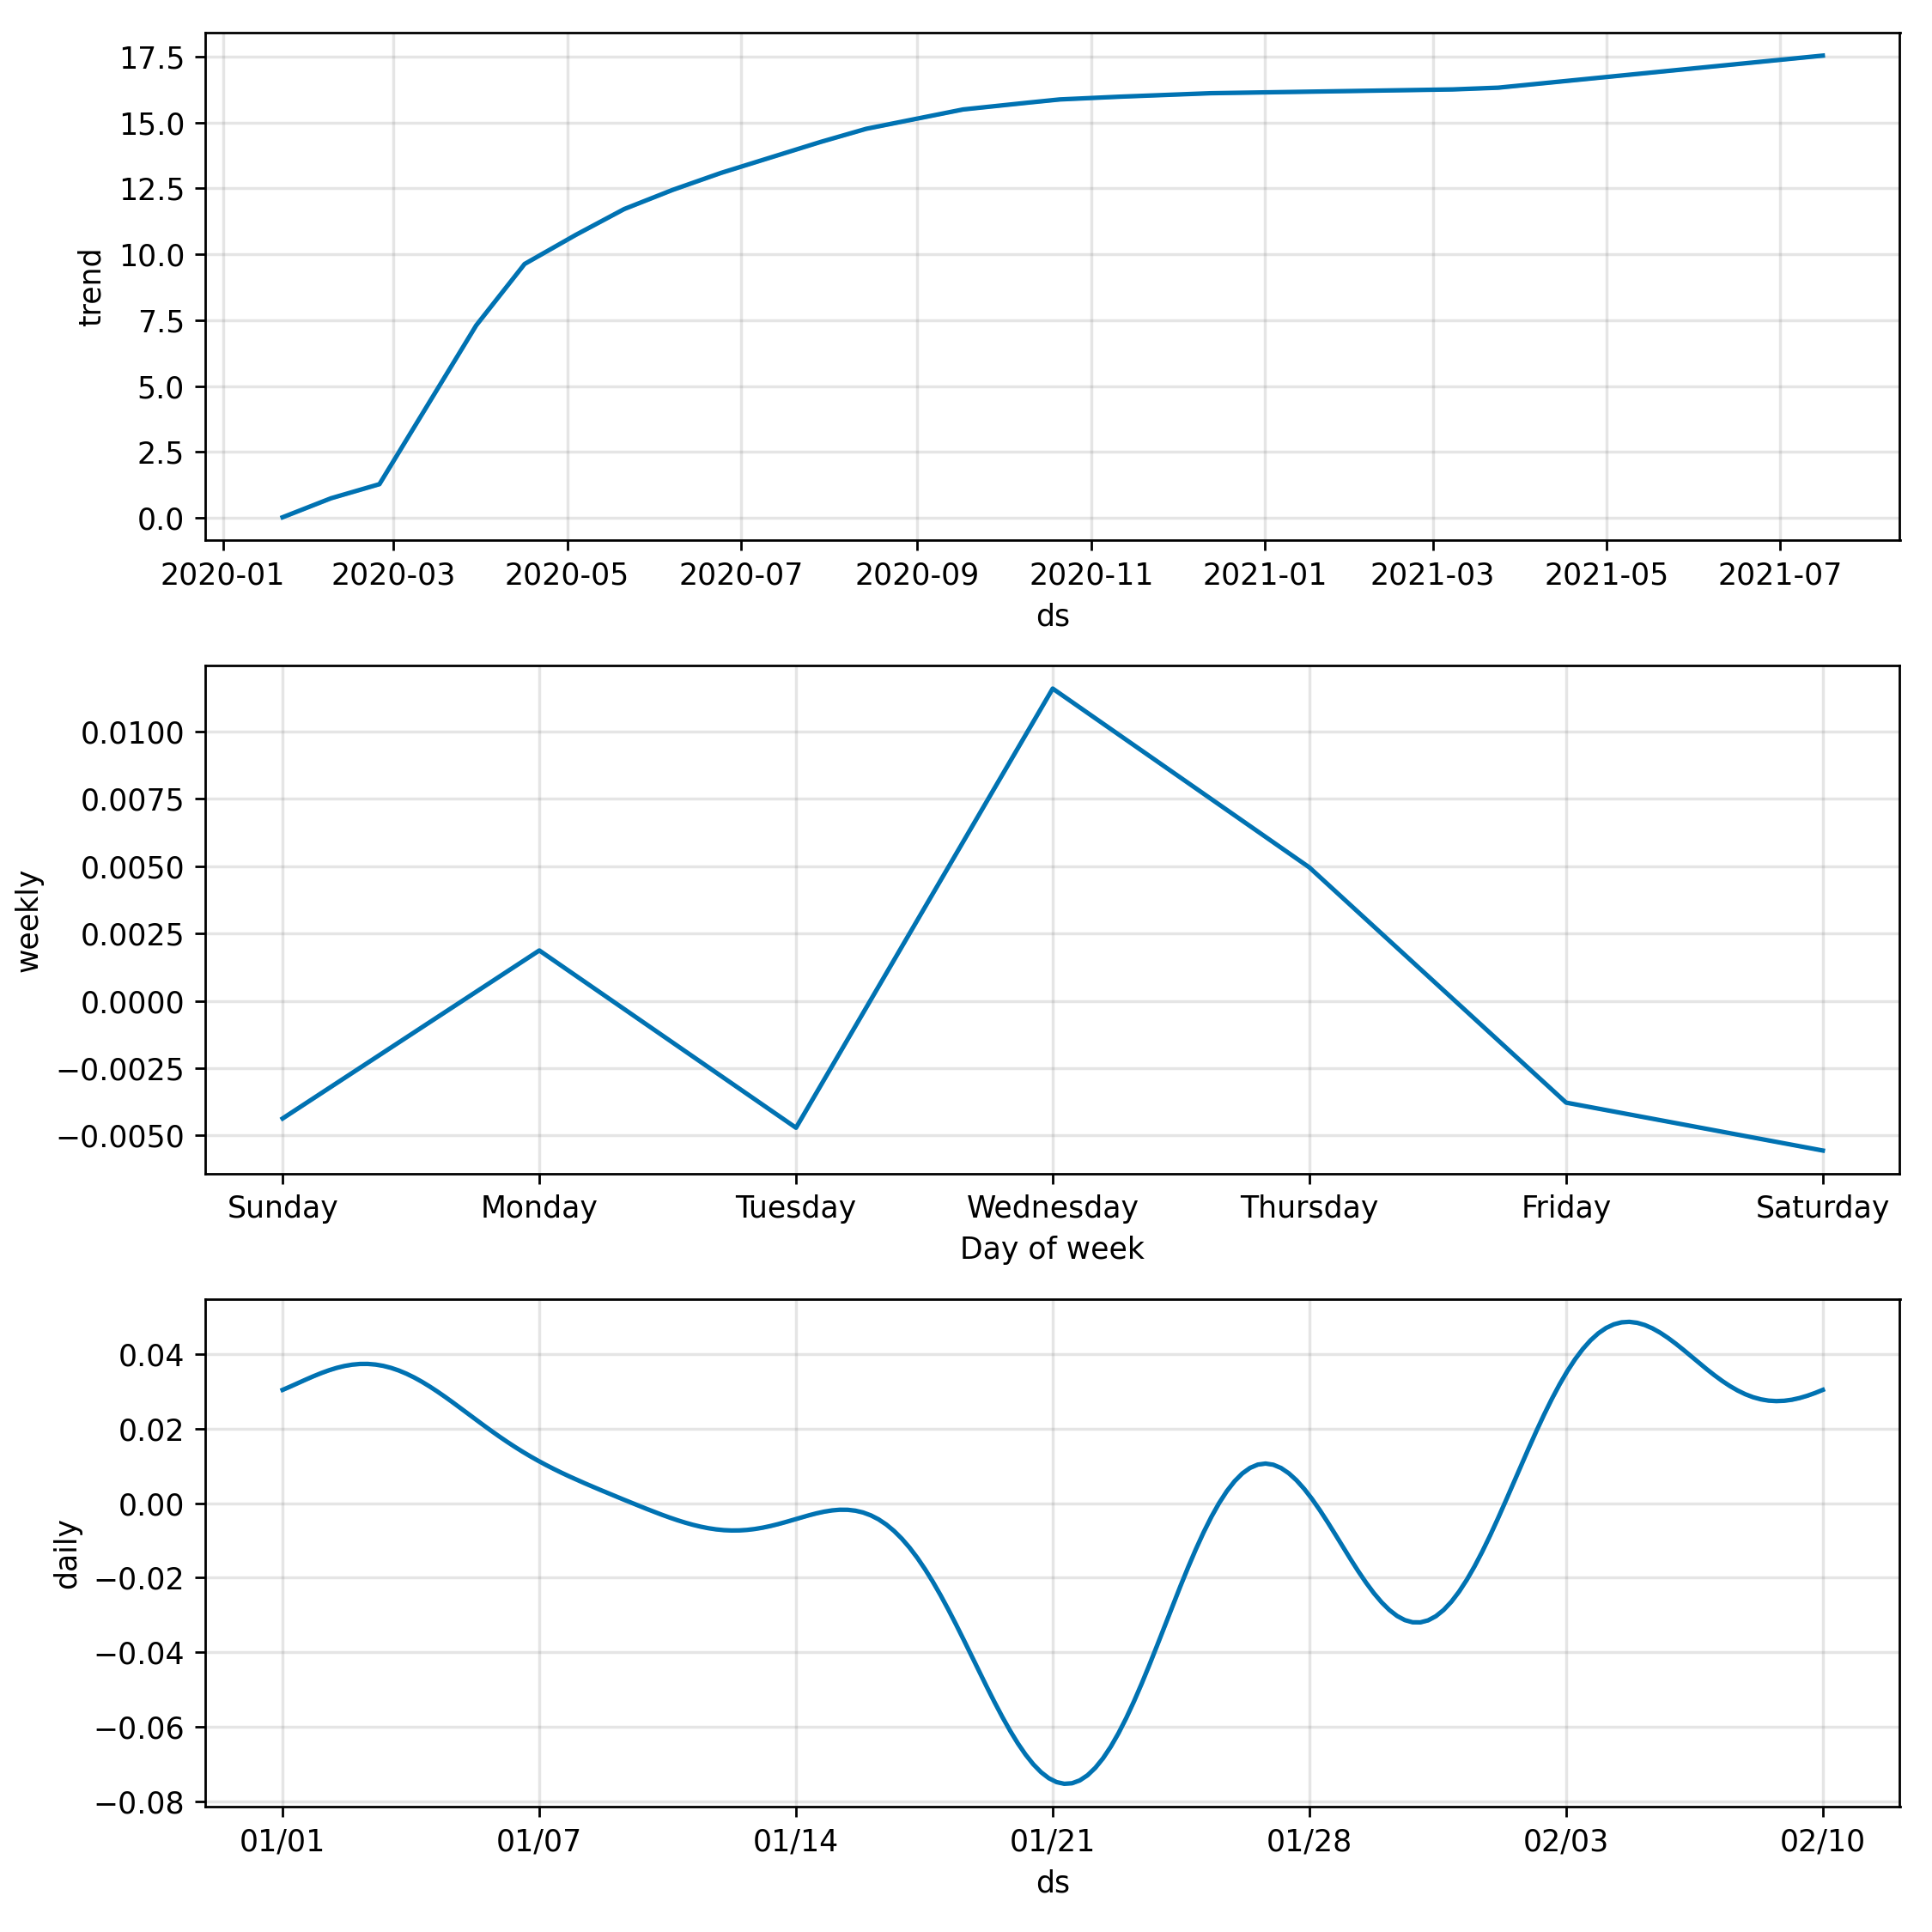 17.5
15.0
12.5
10.0
7.5
5.0
2.5
0.0
trend
2020-01 2020-03 2020-05 2020-07 2020-09 2020-11 2021-01 2021-03 2021-05 2021-07
ds
0.0100
0.0075
0.0050
0.0025
0.0000
−0.0025
−0.0050
weekly
Sunday Monday Tuesday Wednesday Thursday Friday Saturday
Day of week
0.04
0.02
0.00
−0.02
−0.04
−0.06
−0.08
daily
01/01 01/07 01/14 01/21 01/28 02/03 02/10
ds